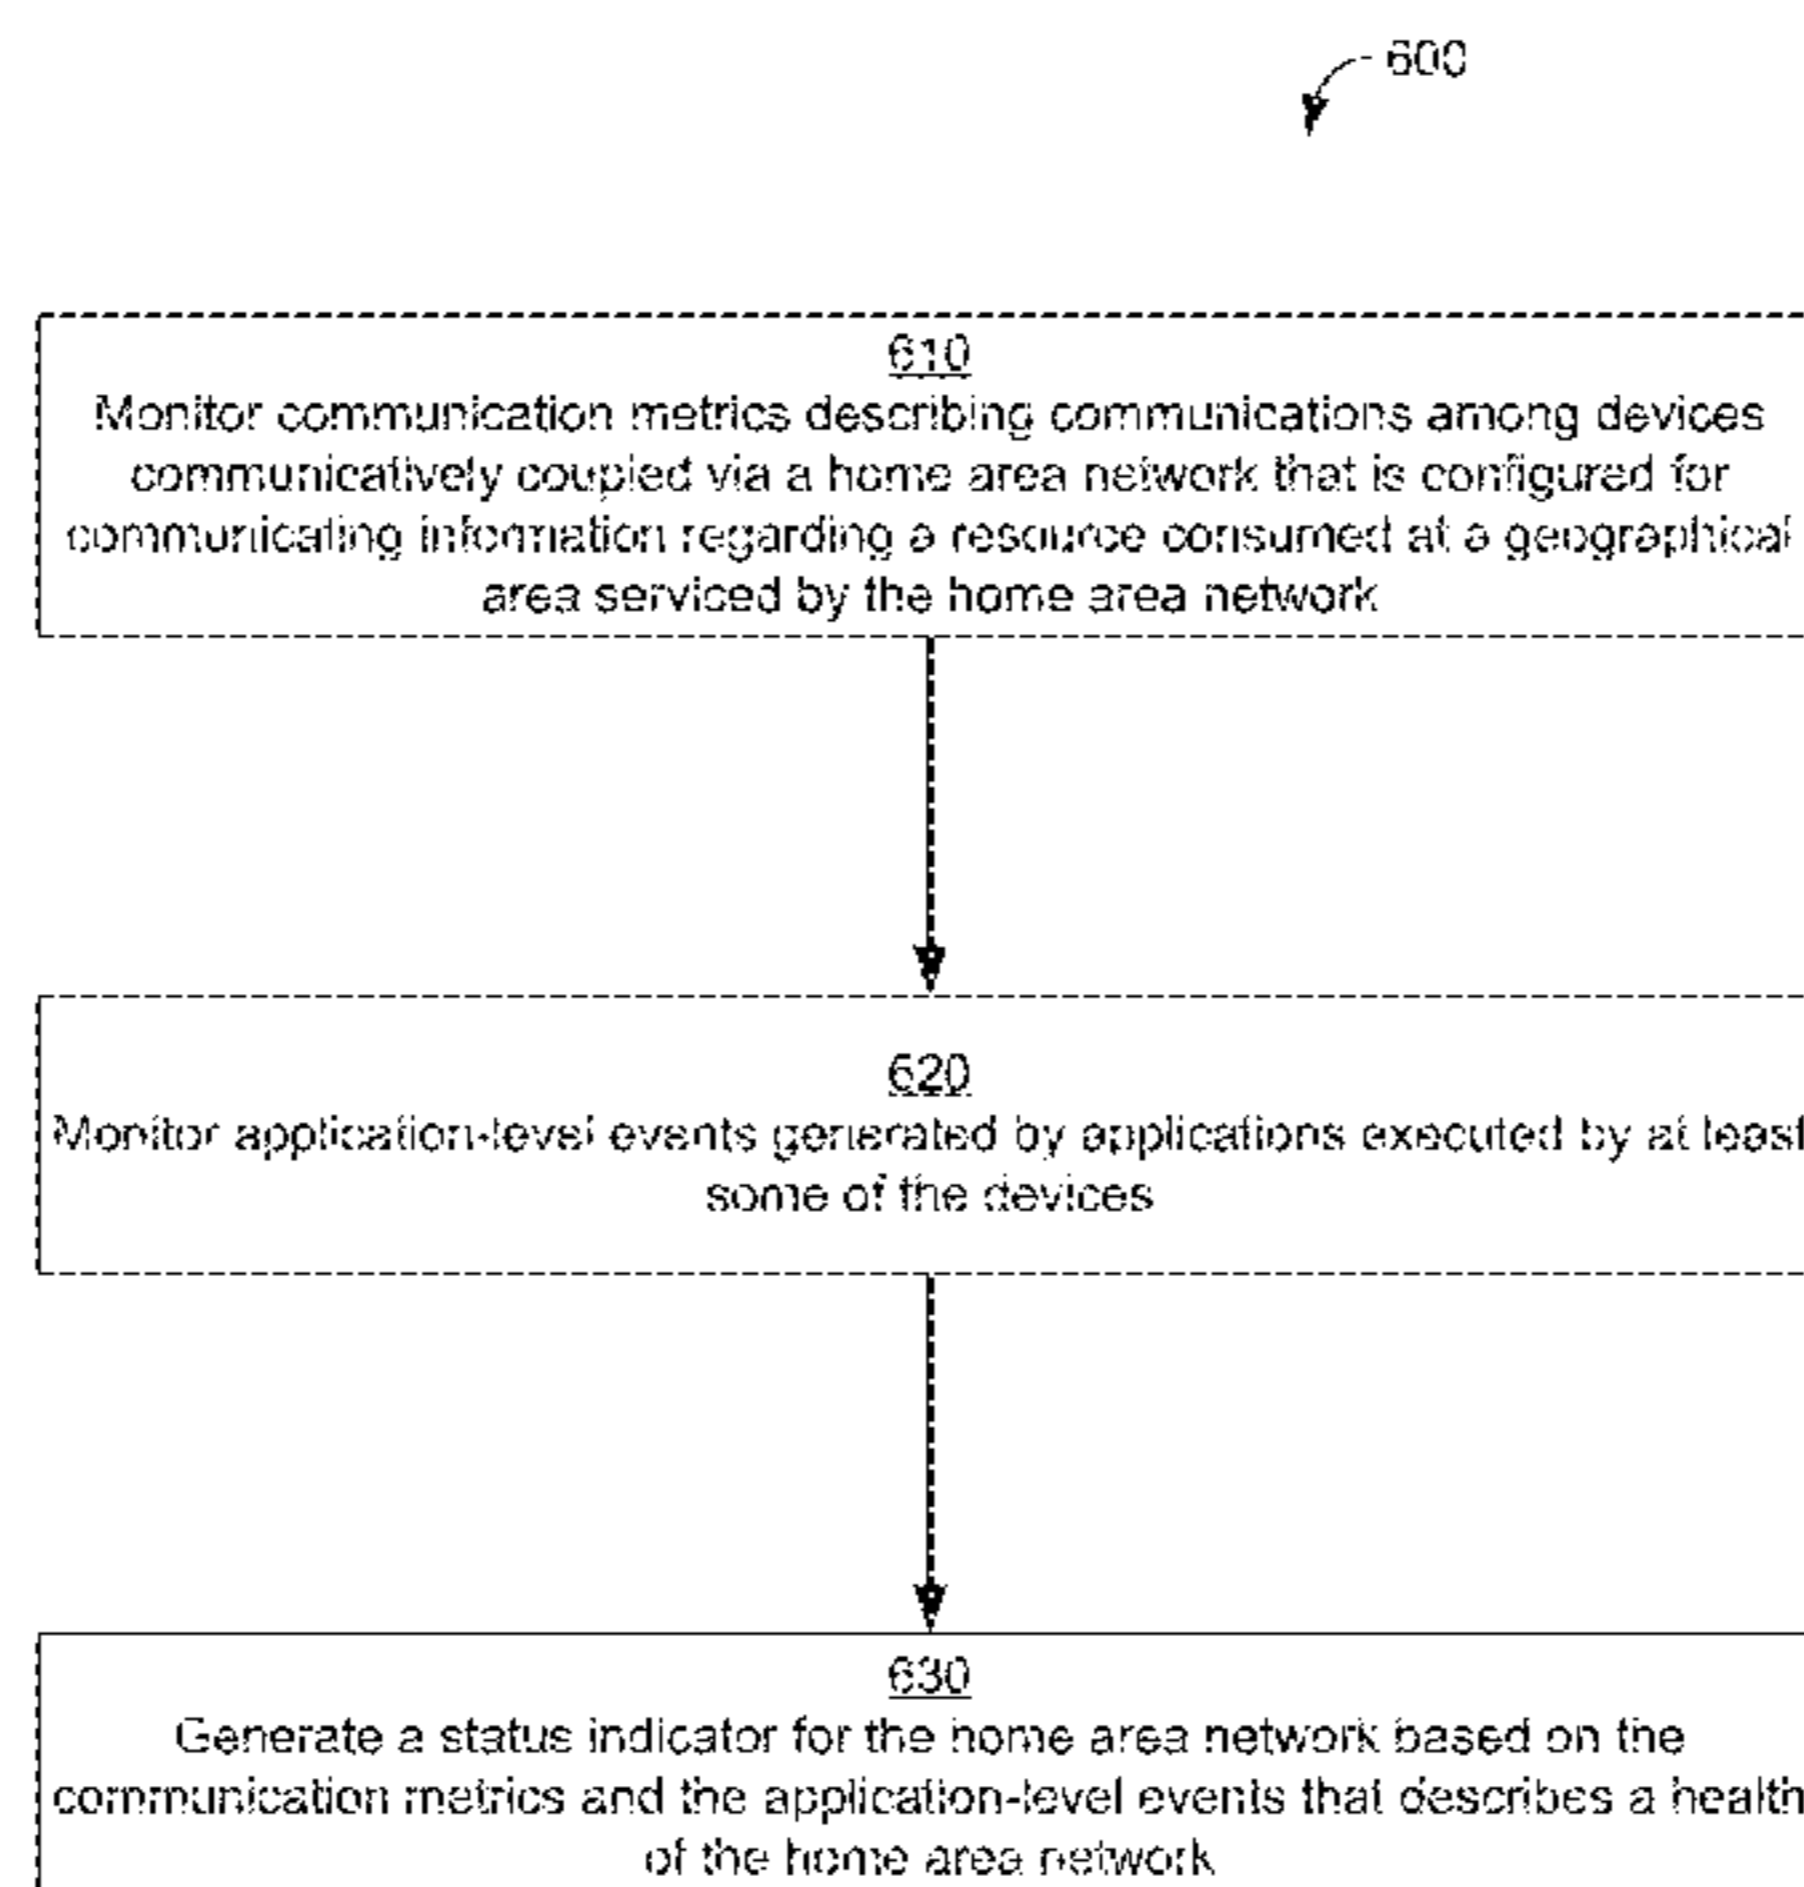 600
610
Monitor communication metrics describing communications among devices
communicatively coupled via a home area network that is configured for
communicating information regarding a resource consumed at a geographical
area serviced by the home area network
620
Monitor application-level events generated by applications executed by at least
some of the devices
630
Generate a status indicator for the home area network based on the
communication metrics and the application-level events that describes a health
of the home area network